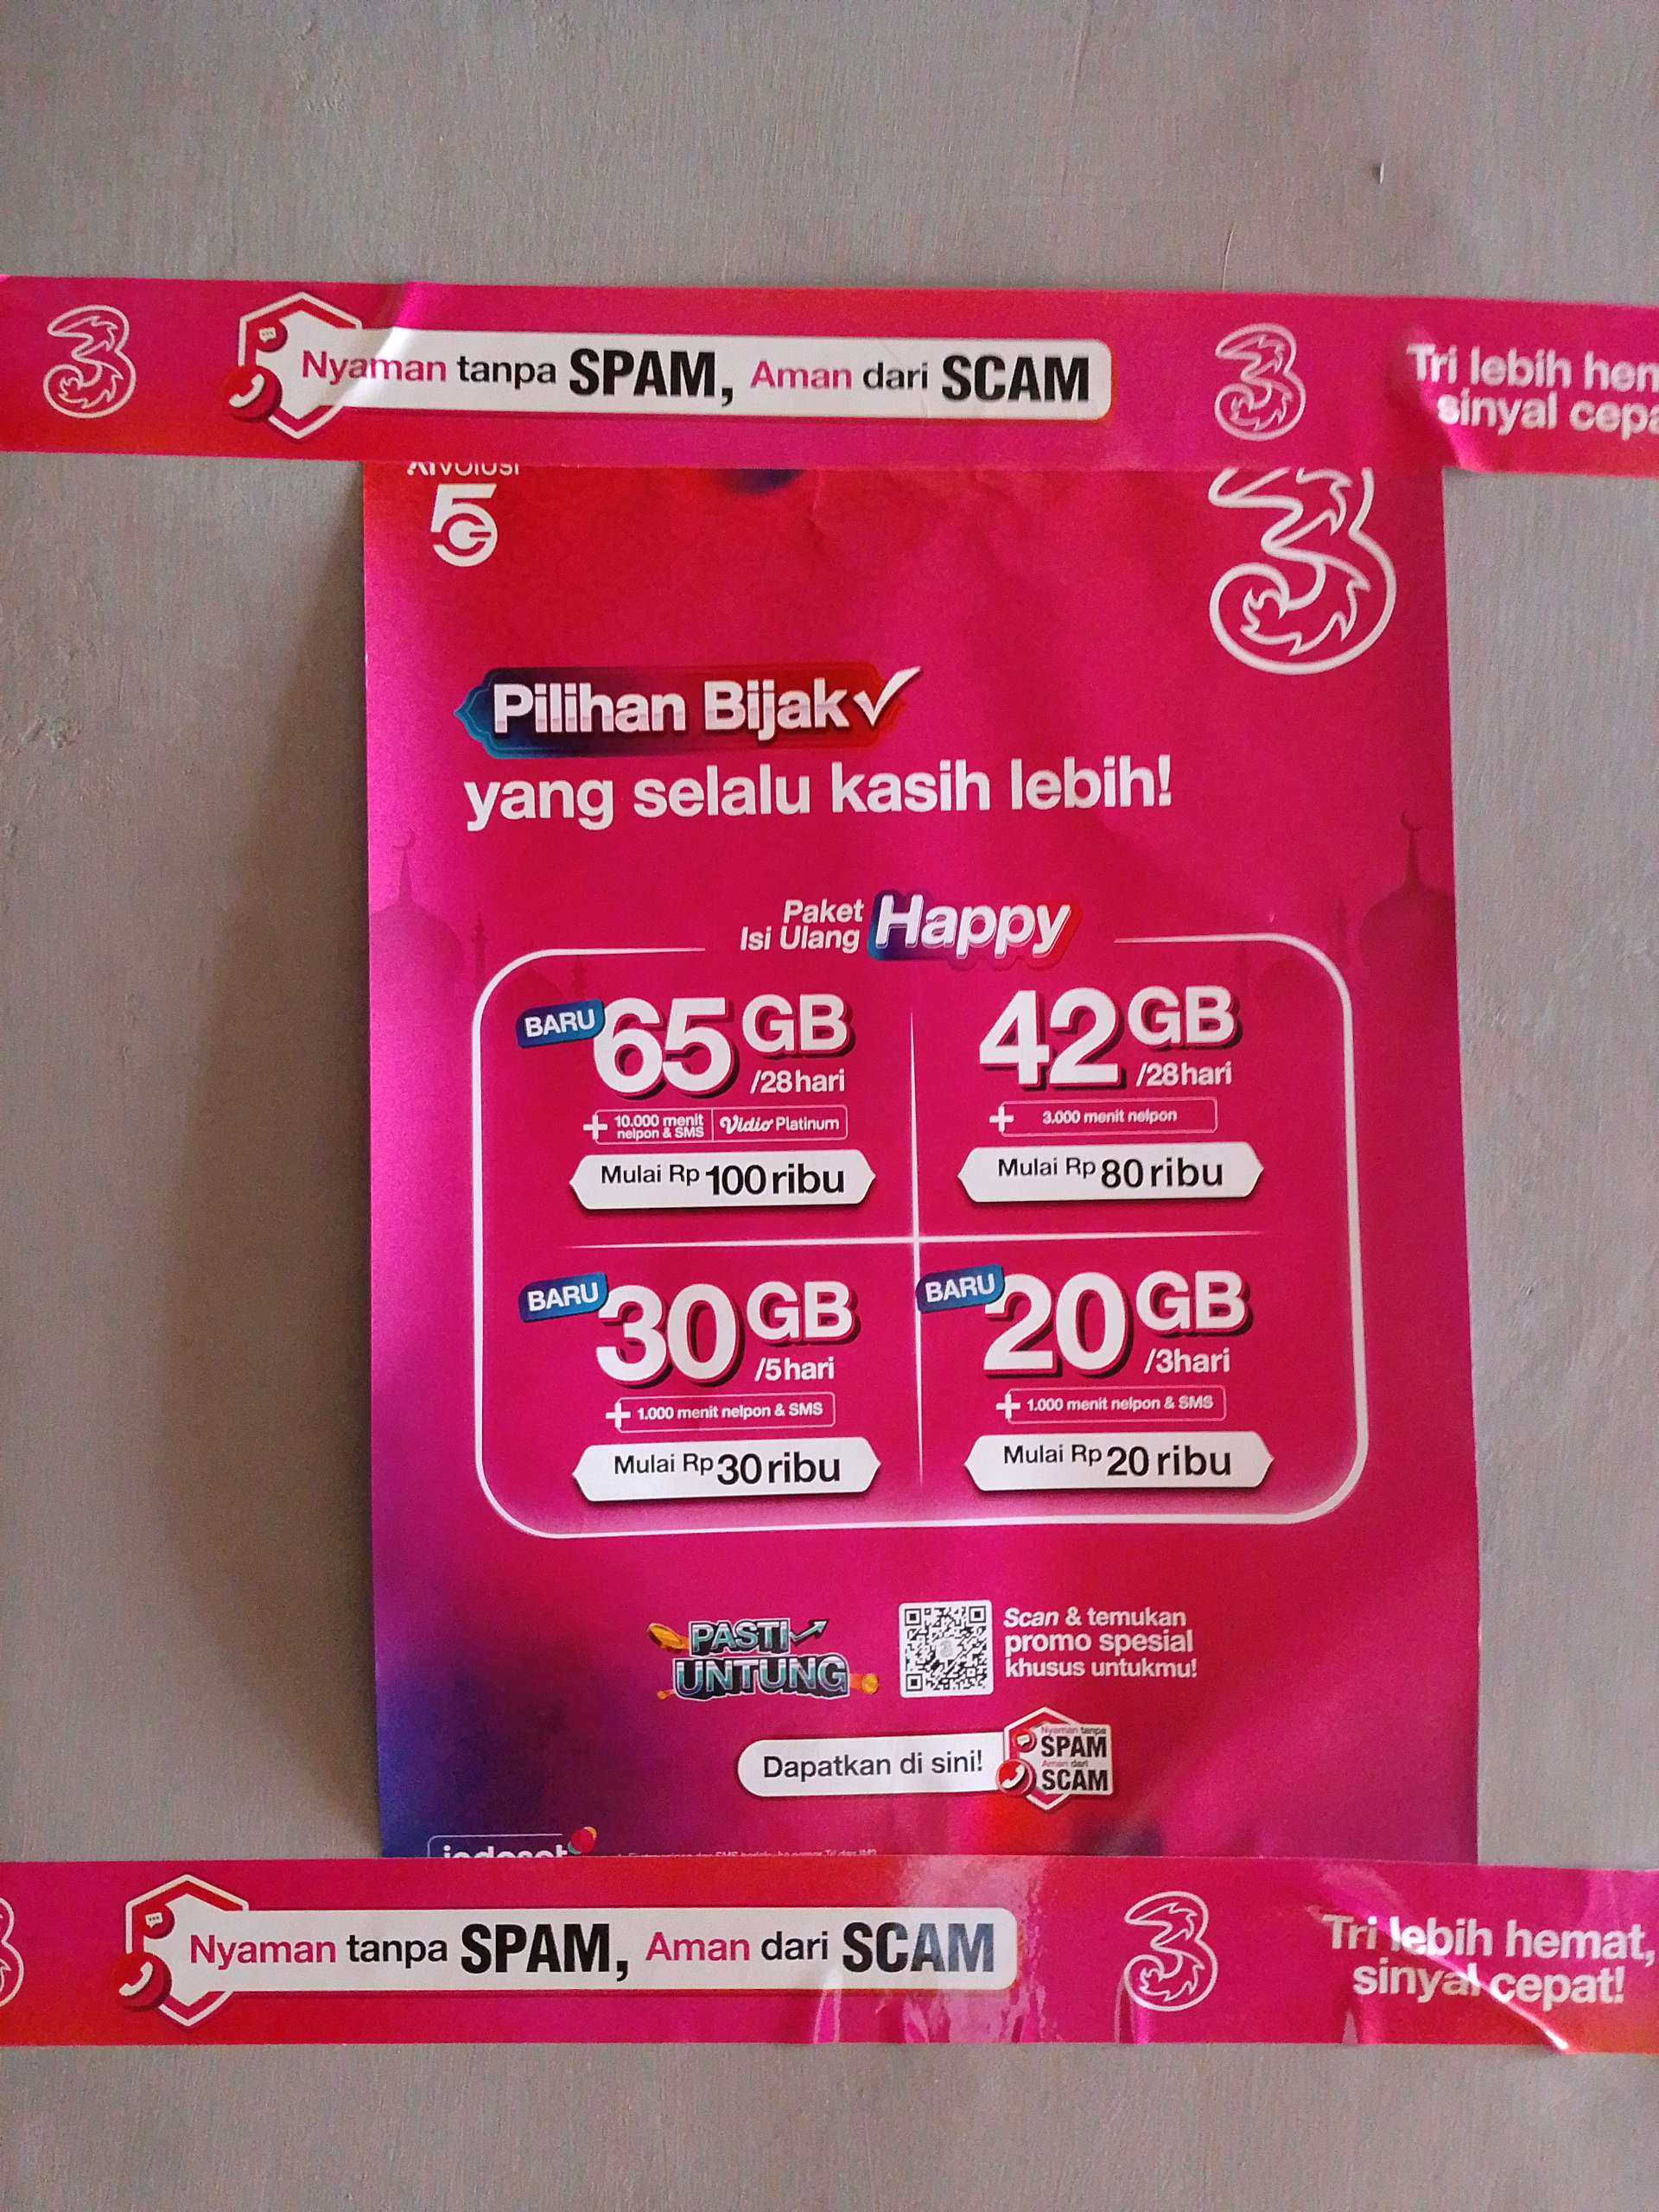 3
Nyaman tanpa SPAM, Aman dari SCAM
3
Tri lebih
sinyal
5G
3
Pilihan Bijak
yang selalu kasih lebih!
Paket
Isi Ulang
Happy
BARU
65 GB
/28hari
+ 10.000 menit
nelpon & SMS
Vidio Platinum
Mulai Rp 100 ribu
42 GB
/28hari
+ 3.000 menit nelpon
Mulai Rp 80 ribu
BARU
30 GB
/5hari
+ 1.000 menit nelpon & SMS
Mulai Rp 30 ribu
BARU
20 GB
/3hari
+ 1.000 menit nelpon & SMS
Mulai Rp 20 ribu
PASTI
UNTUNG
Scan & temukan
promo spesial
khusus untukmu!
Dapatkan di sini!
Nyaman tanpa
SPAM
Aman dari
SCAM
Nyaman tanpa SPAM, Aman dari SCAM
3
Tri lebih hemat,
sinyal cepat!